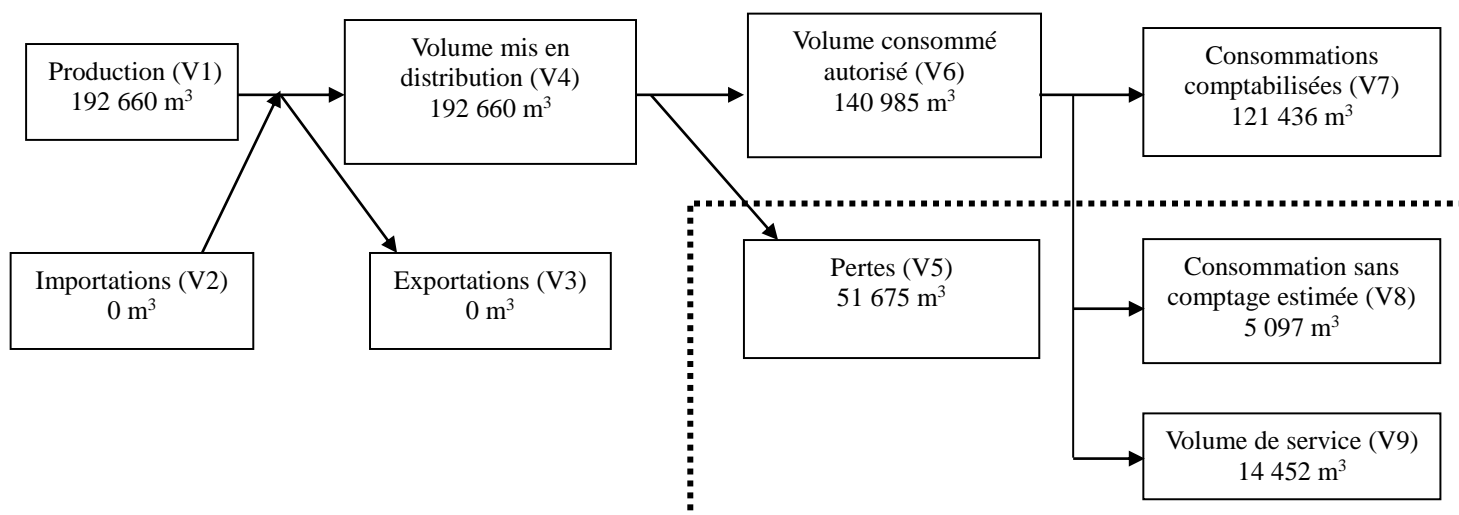 Production (V1)
192 660 m³
Volume mis en
distribution (V4)
192 660 m³
Volume consommé
autorisé (V6)
140 985 m³
Consommations
comptabilisées (V7)
121 436 m³
Importations (V2)
0 m³
Exportations (V3)
0 m³
Pertes (V5)
51 675 m³
Consommation sans
comptage estimée (V8)
5 097 m³
Volume de service (V9)
14 452 m³